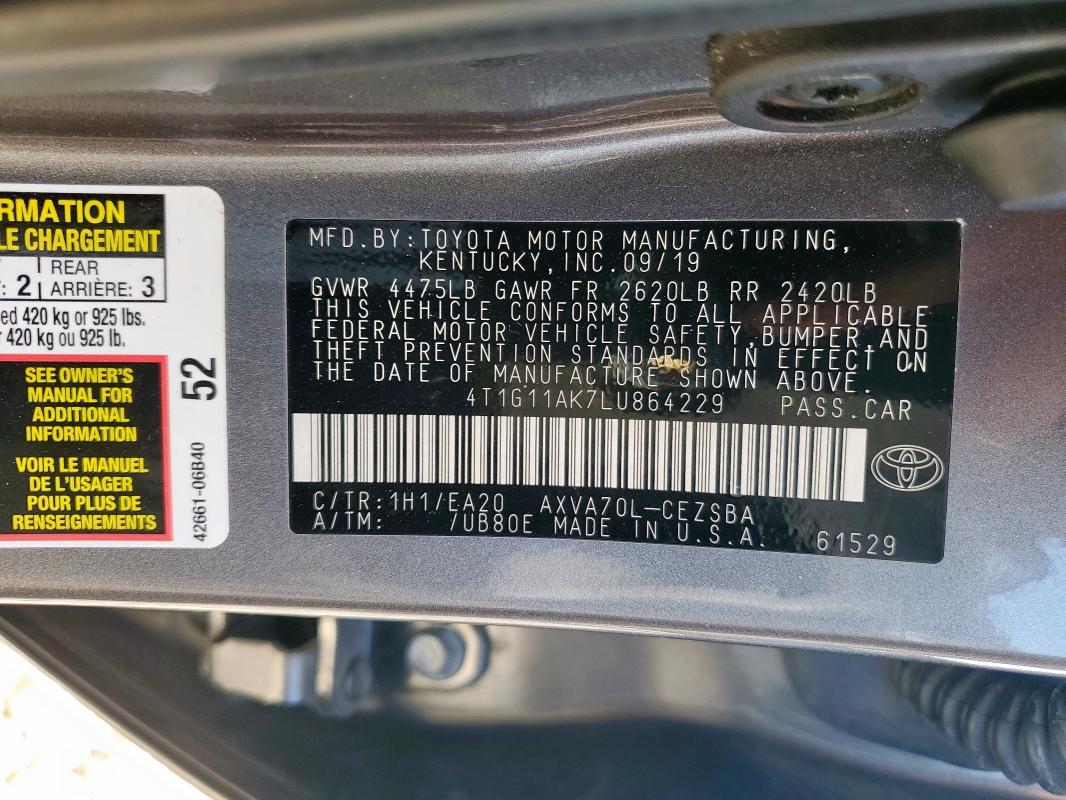 RMATION
LE CHARGEMENT
: 2 REAR
ARRIÈRE: 3
ed 420 kg or 925 lbs.
420 kg ou 925 lb.
SEE OWNER'S
MANUAL FOR
ADDITIONAL
INFORMATION
VOIR LE MANUEL
DE L'USAGER
POUR PLUS DE
RENSEIGNEMENTS
52
42661-06B40
MFD.BY:TOYOTA MOTOR MANUFACTURING,
KENTUCKY,INC.09/19
GVWR 4475LB GAWR FR 2620LB RR 2420LB
THIS VEHICLE CONFORMS TO ALL APPLICABLE
FEDERAL MOTOR VEHICLE SAFETY,BUMPER,AND
THEFT PREVENTION STANDARDS IN EFFECT ON
THE DATE OF MANUFACTURE SHOWN ABOVE.
4T1G11AK7LU864229 PASS.CAR
C/TR:1H1/EA20 AXVA70L-CEZSBA
A/TM: /UB80E MADE IN U.S.A. 61529